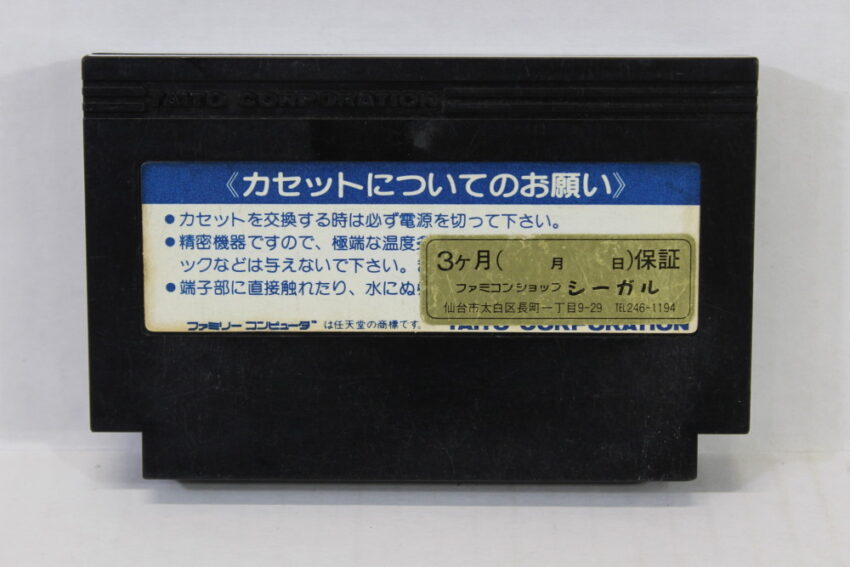 TAITO CORPORATION
《カセットについてのお願い》
●カセットを交換する時は必ず電源を切って下さい。
●精密機器ですので、極端な温度
ックなどは与えないで下さい。
●端子部に直接触れたり、水にぬら
3ヶ月( 月 日)保証
ファミコンショップ シーガル
仙台市太白区長町一丁目9-29 TEL246-1194
ファミリーコンピュータ™は任天堂の商標です。
TAITO CORPORATION